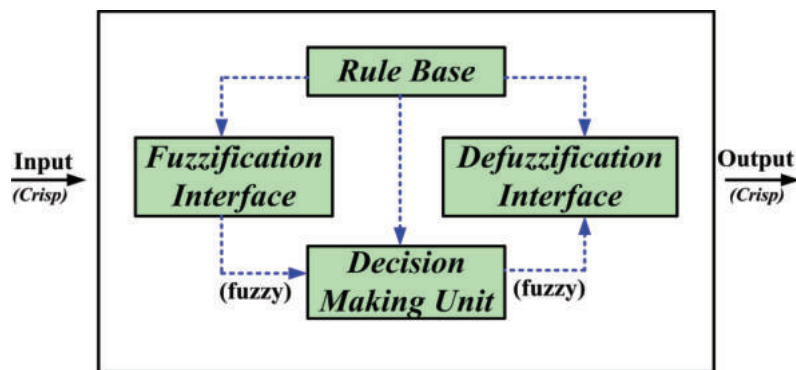 Rule Base
Input
(Crisp)
Fuzzification
Interface
Defuzzification
Interface
Output
(Crisp)
(fuzzy)
Decision
Making Unit
(fuzzy)